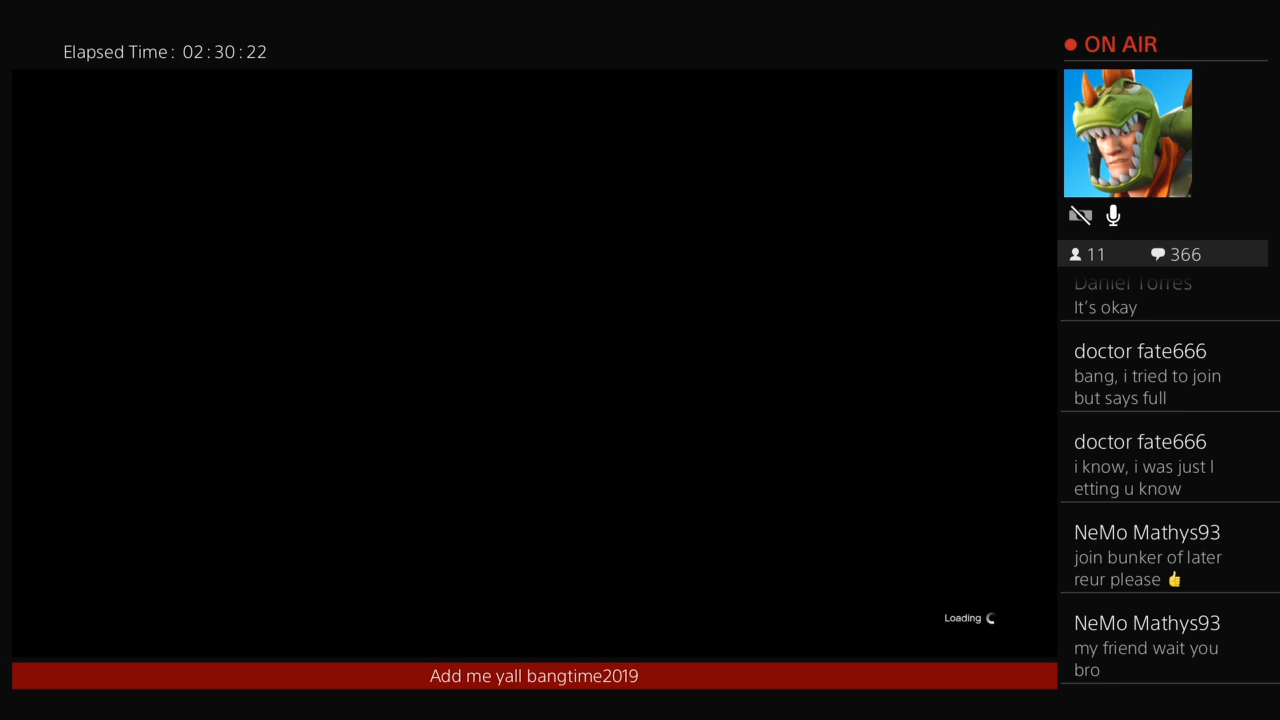 Elapsed Time: 02:30:22
ON AIR
11 366
Daniel Torres
It's okay
doctor fate666
bang, i tried to join
but says full
doctor fate666
i know, i was just l
etting u know
NeMo Mathys93
join bunker of later
reur please 👍
NeMo Mathys93
my friend wait you
bro
Loading
Add me yall bangtime2019